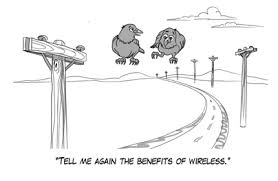 "TELL ME AGAIN THE BENEFITS OF WIRELESS."